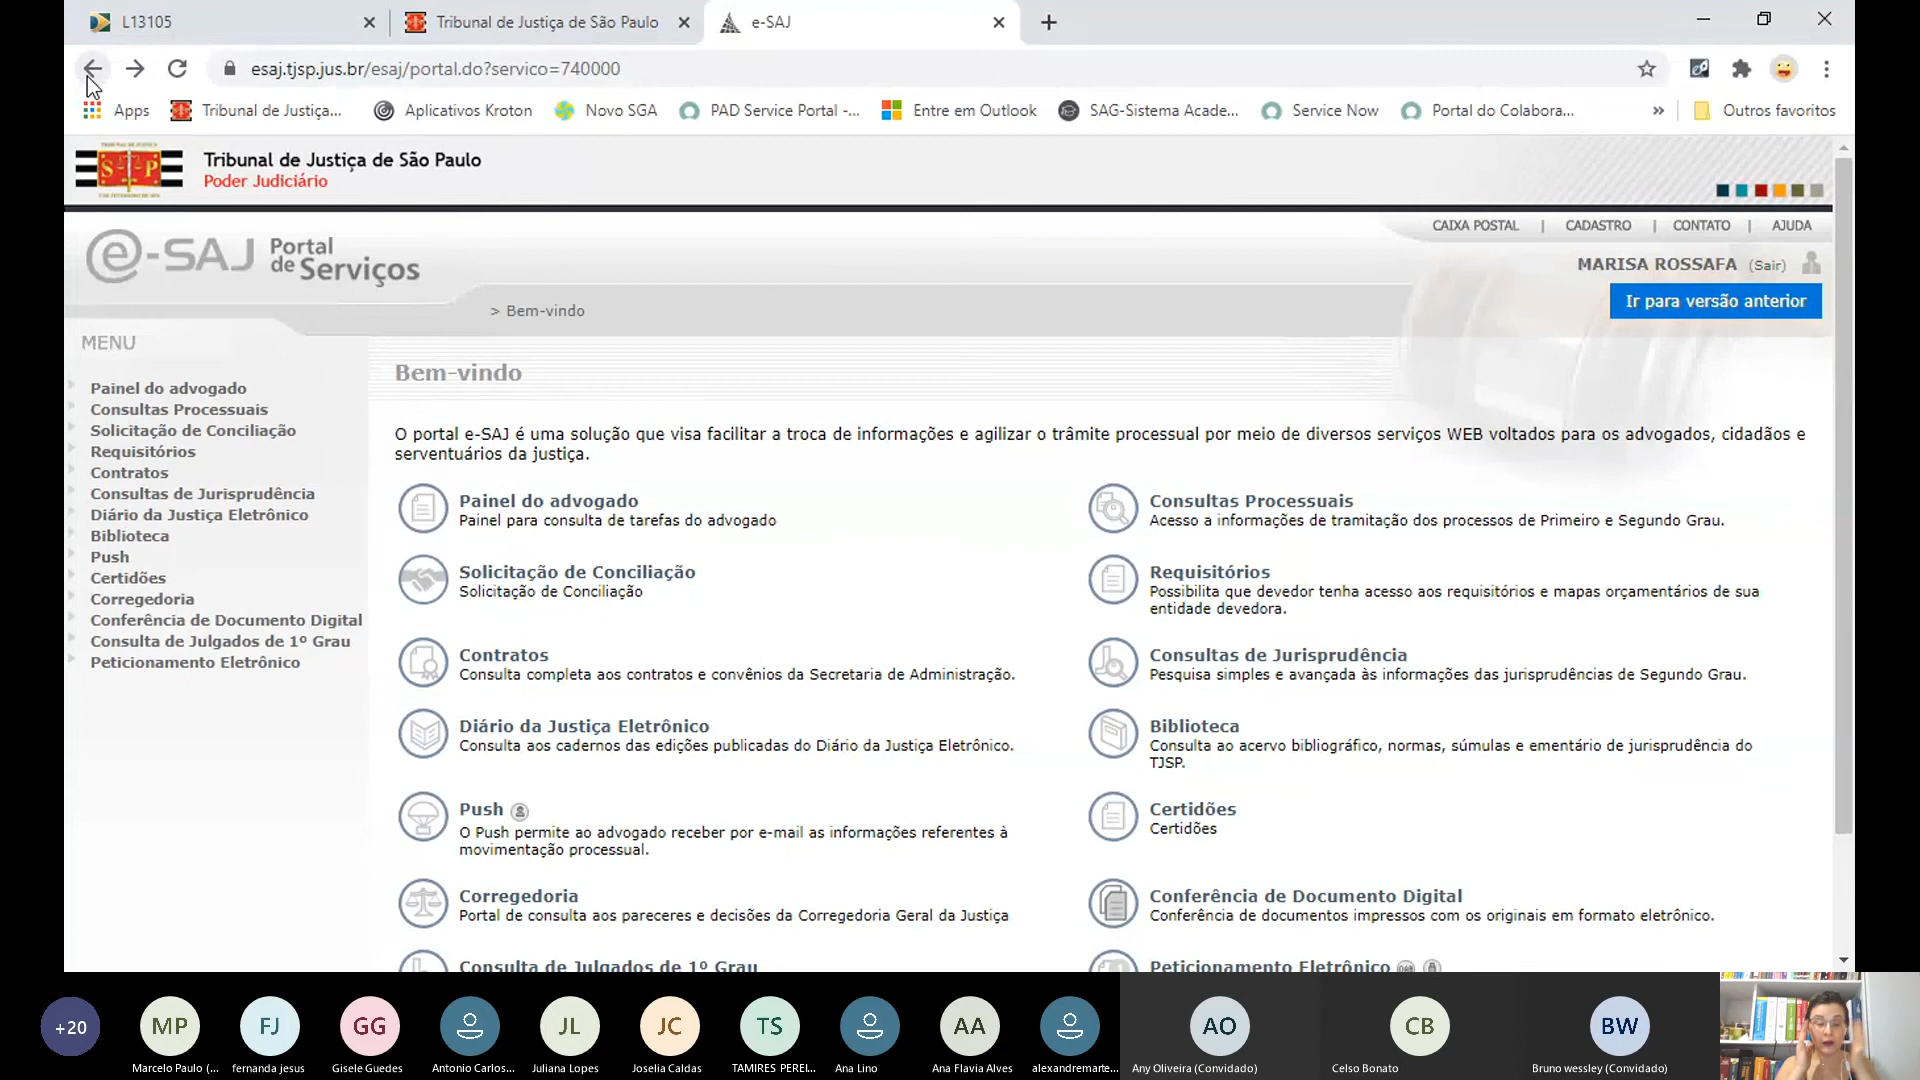 L13105
Tribunal de Justiça de São Paulo
e-SAJ
esaj.tjsp.jus.br/esaj/portal.do?servico=740000
Apps
Tribunal de Justiça...
Aplicativos Kroton
Novo SGA
PAD Service Portal -...
Entre em Outlook
SAG-Sistema Acade...
Service Now
Portal do Colabora...
»
Outros favoritos
Tribunal de Justiça de São Paulo
Poder Judiciário
CAIXA POSTAL | CADASTRO | CONTATO | AJUDA
e-SAJ Portal de Serviços
MARISA ROSSAFA (Sair)
Ir para versão anterior
> Bem-vindo
MENU
Painel do advogado
Consultas Processuais
Solicitação de Conciliação
Requisitórios
Contratos
Consultas de Jurisprudência
Diário da Justiça Eletrônico
Biblioteca
Push
Certidões
Corregedoria
Conferência de Documento Digital
Consulta de Julgados de 1º Grau
Peticionamento Eletrônico
Bem-vindo
O portal e-SAJ é uma solução que visa facilitar a troca de informações e agilizar o trâmite processual por meio de diversos serviços WEB voltados para os advogados, cidadãos e
serventuários da justiça.
Painel do advogado
Painel para consulta de tarefas do advogado
Consultas Processuais
Acesso a informações de tramitação dos processos de Primeiro e Segundo Grau.
Solicitação de Conciliação
Solicitação de Conciliação
Requisitórios
Possibilita que devedor tenha acesso aos requisitórios e mapas orçamentários de sua
entidade devedora.
Contratos
Consulta completa aos contratos e convênios da Secretaria de Administração.
Consultas de Jurisprudência
Pesquisa simples e avançada às informações das jurisprudências de Segundo Grau.
Diário da Justiça Eletrônico
Consulta aos cadernos das edições publicadas do Diário da Justiça Eletrônico.
Biblioteca
Consulta ao acervo bibliográfico, normas, súmulas e ementário de jurisprudência do
TJSP.
Push
O Push permite ao advogado receber por e-mail as informações referentes à
movimentação processual.
Certidões
Certidões
Corregedoria
Portal de consulta aos pareceres e decisões da Corregedoria Geral da Justiça
Conferência de Documento Digital
Conferência de documentos impressos com os originais em formato eletrônico.
Consulta de Julgados de 1º Grau
Peticionamento Eletrônico
+20
MP
FJ
GG
JL
JC
TS
AA
AO
CB
BW
Marcelo Paulo (...
fernanda jesus
Gisele Guedes
Antonio Carlos...
Juliana Lopes
Joselia Caldas
TAMIRES PEREI...
Ana Lino
Ana Flavia Alves
alexandremarte...
Any Oliveira (Convidado)
Celso Bonato
Bruno wessley (Convidado)